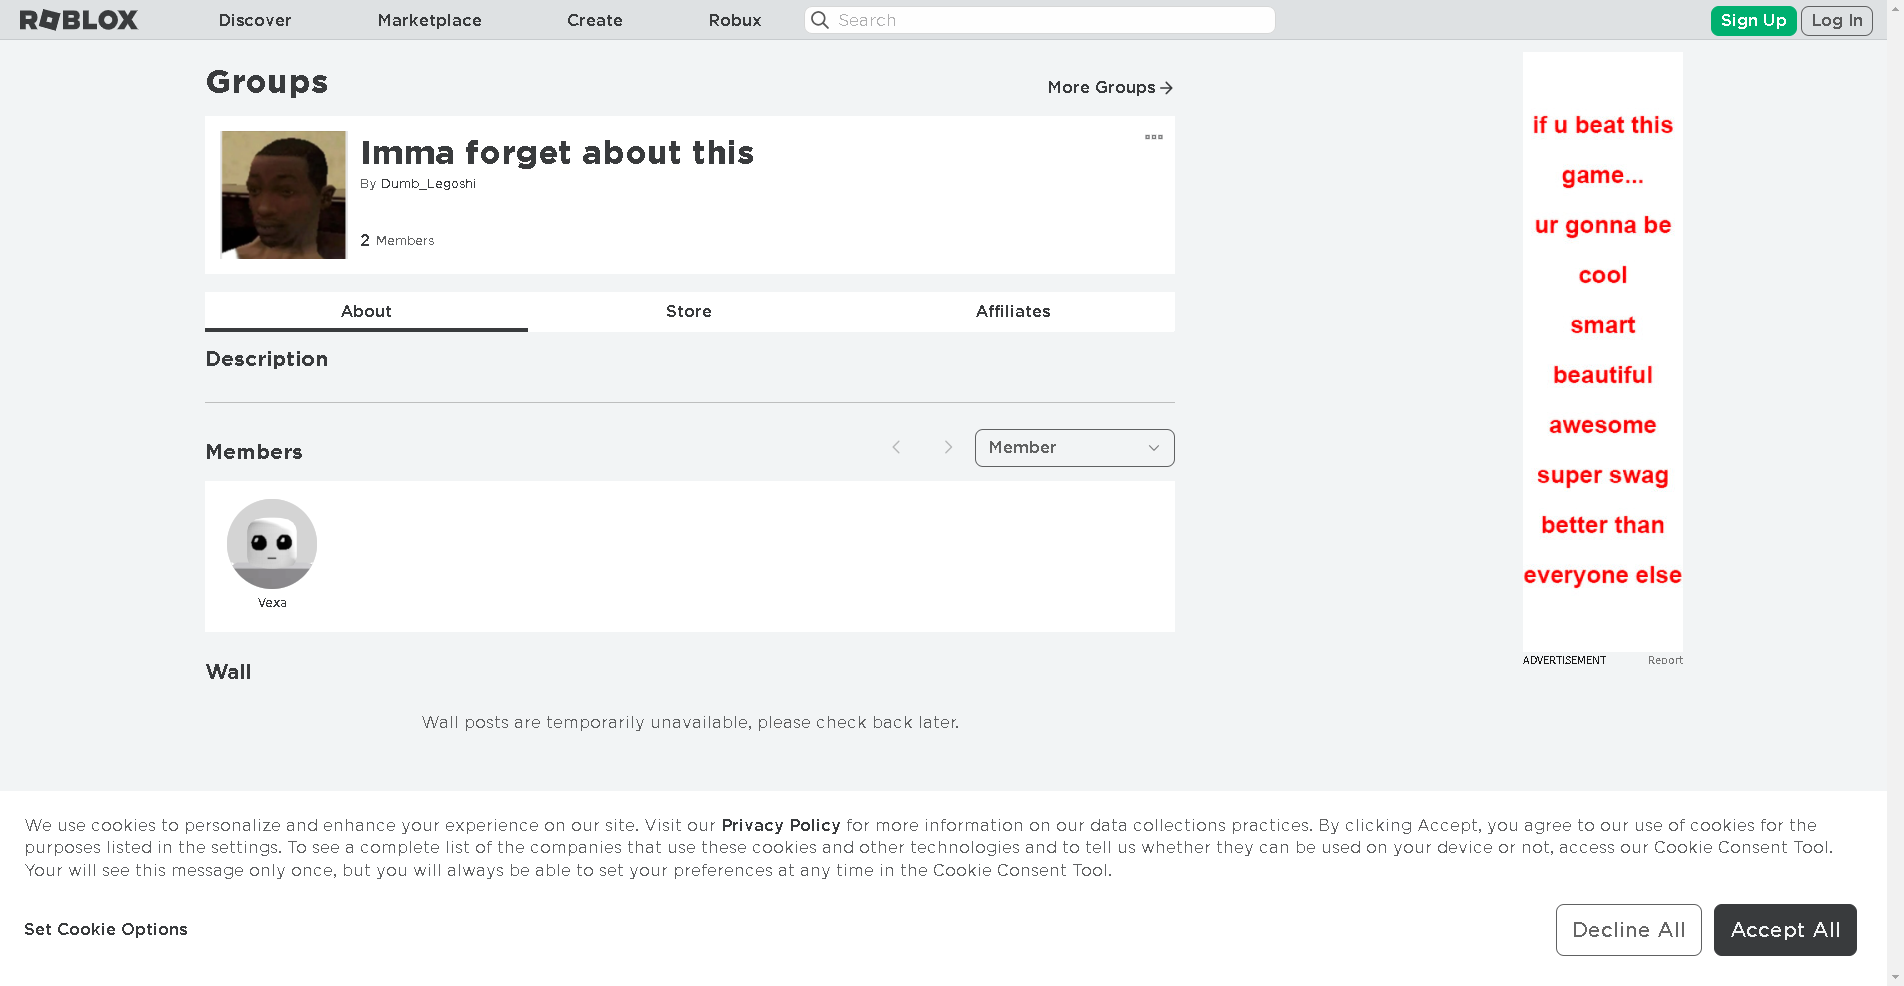 ROBLOX
Discover
Marketplace
Create
Robux
Search
Sign Up
Log In
Groups
More Groups
Imma forget about this
By Dumb_Legoshi
2 Members
About
Store
Affiliates
Description
Members
Member
Vexa
Wall
Wall posts are temporarily unavailable, please check back later.
if u beat this
game...
ur gonna be
cool
smart
beautiful
awesome
super swag
better than
everyone else
ADVERTISEMENT
Report
We use cookies to personalize and enhance your experience on our site. Visit our Privacy Policy for more information on our data collections practices. By clicking Accept, you agree to our use of cookies for the
purposes listed in the settings. To see a complete list of the companies that use these cookies and other technologies and to tell us whether they can be used on your device or not, access our Cookie Consent Tool.
Your will see this message only once, but you will always be able to set your preferences at any time in the Cookie Consent Tool.
Set Cookie Options
Decline All
Accept All